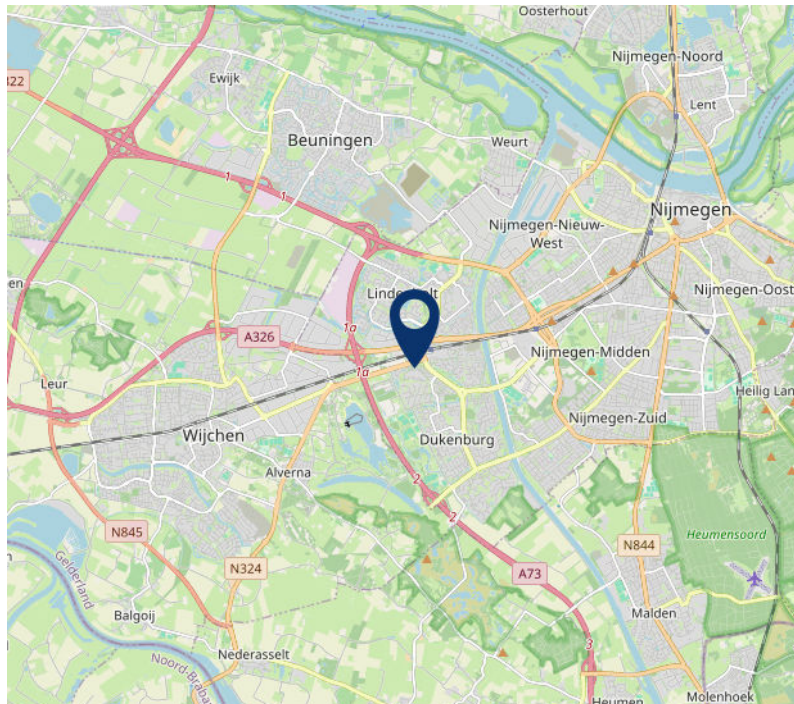 Oosterhout
Nijmegen-Noord
Ewijk
Lent
Beuningen
Weurt
1
1
Nijmegen
Nijmegen-Nieuw-
West
Nijmegen-Oost
1a
A326
Nijmegen-Midden
1a
Leur
Heilig Lan
Nijmegen-Zuid
Wijchen
Dukenburg
Alverna
2
2
N845
Heumensoord
N844
N324
A73
Gelderland
Malden
Balgoij
3
Nederasselt
Noord-Brab
Molenhoek
Heumen